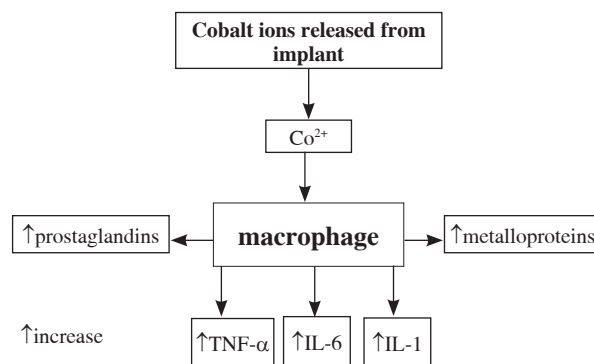 Cobalt ions released from
implant
Co²⁺
macrophage
↑prostaglandins
↑metalloproteins
↑TNF-α
↑IL-6
↑IL-1
↑increase